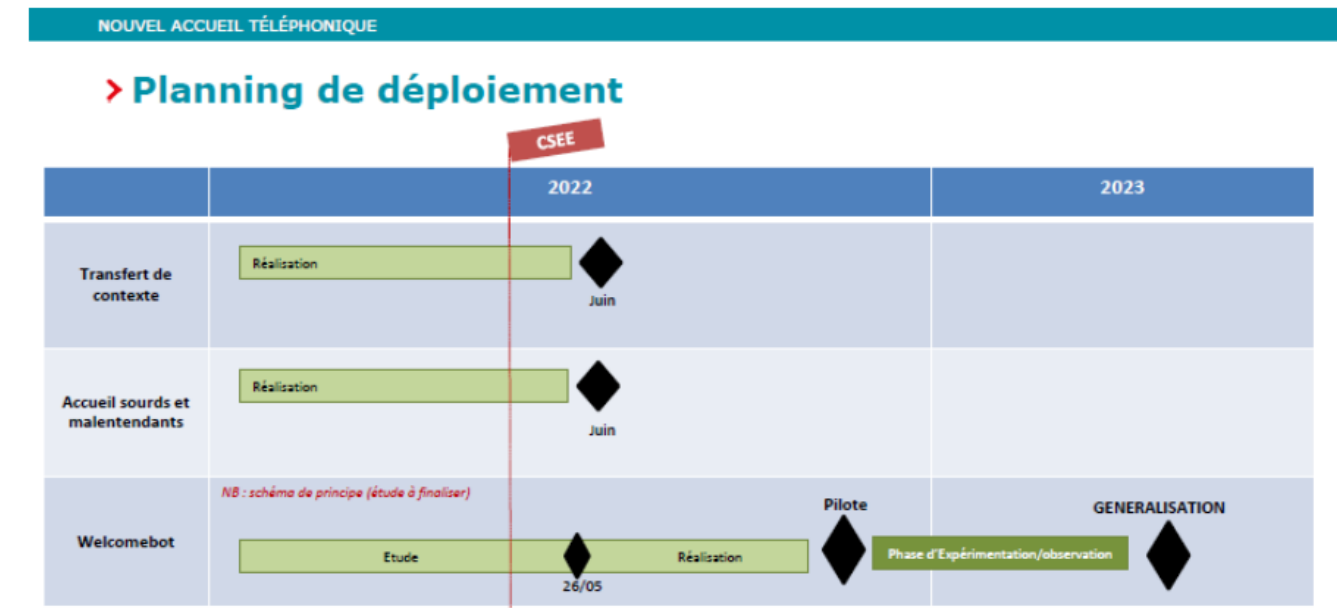 NOUVEL ACCUEIL TÉLÉPHONIQUE
> Planning de déploiement
CSEE
2022
2023
Transfert de
contexte
Réalisation
Juin
Accueil sourds et
malentendants
Réalisation
Juin
Welcomebot
NB : schéma de principe (étude à finaliser)
Etude
26/05
Réalisation
Pilote
Phase d'Expérimentation/observation
GENERALISATION